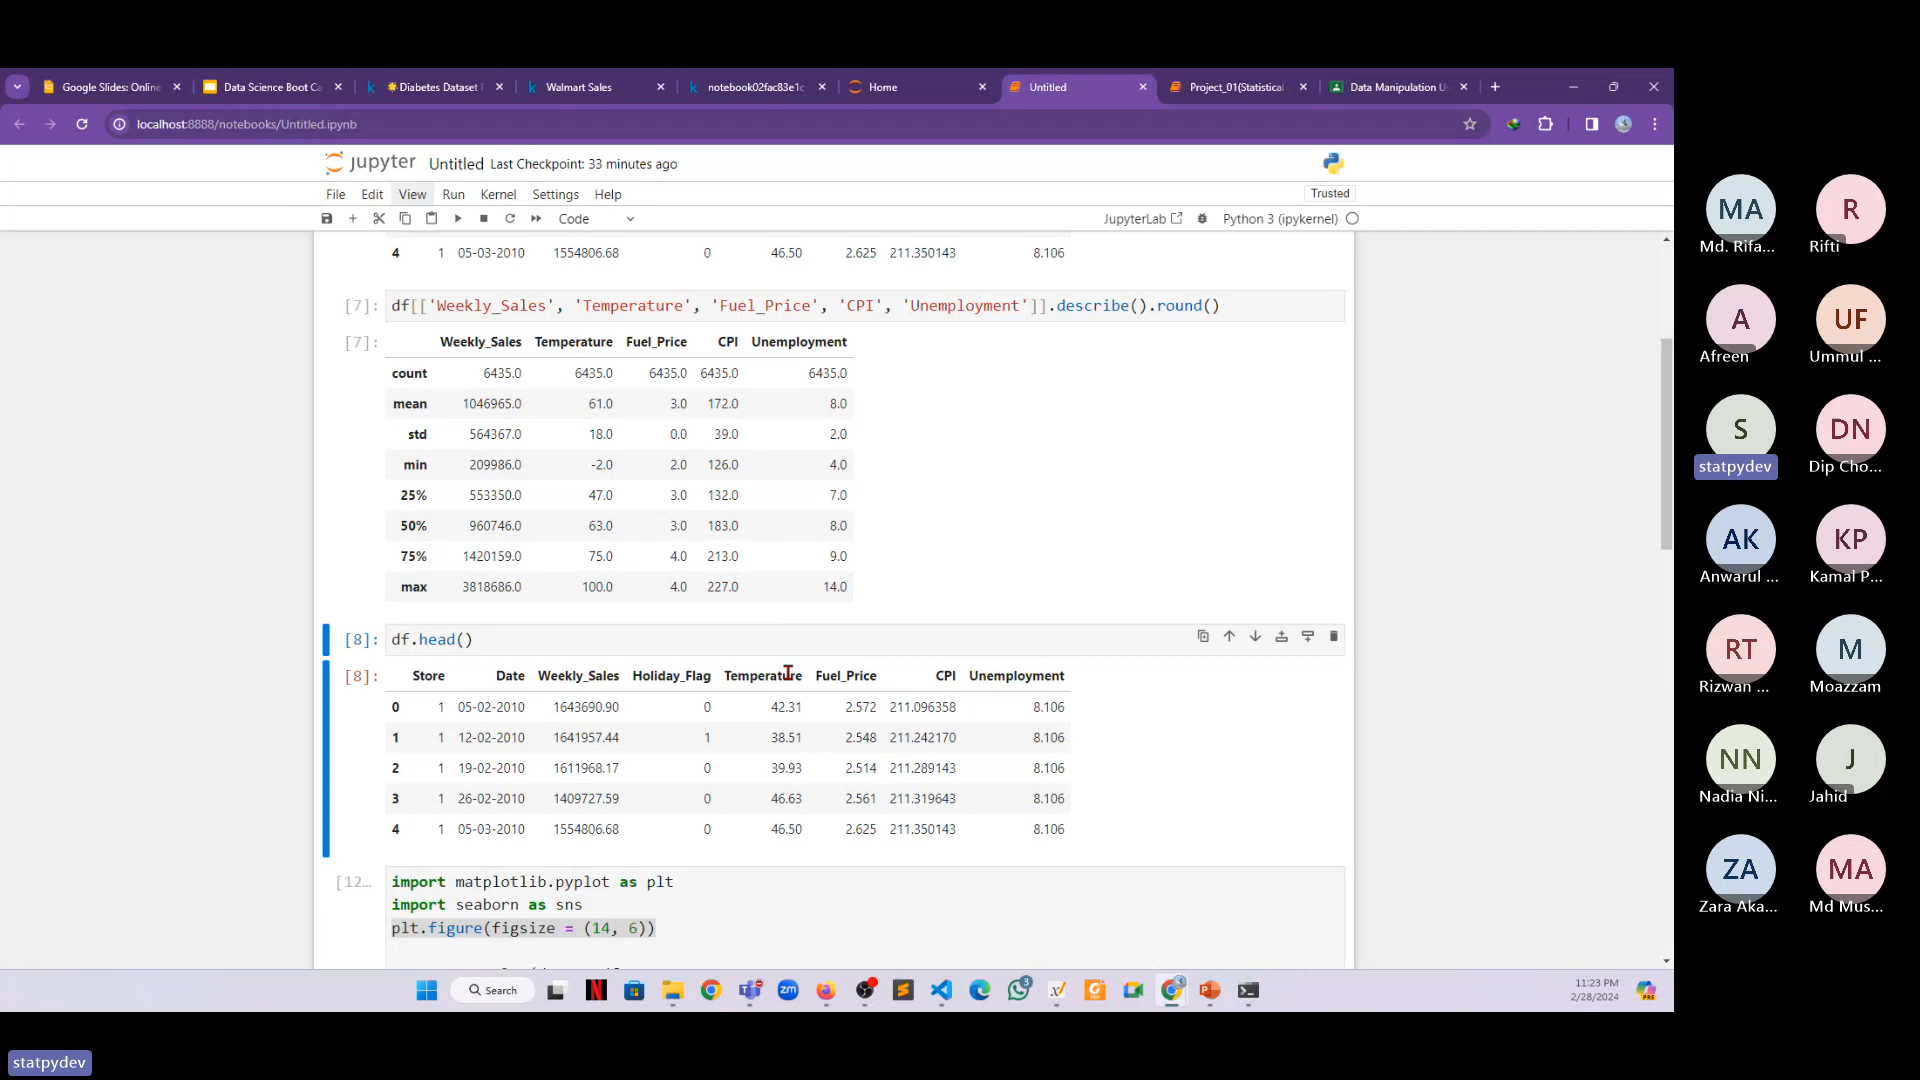 Google Slides: Online
Data Science Boot Ca
Diabetes Dataset
Walmart Sales
notebook02fac83e1c
Home
Untitled
Project_01(Statistical
Data Manipulation U
localhost:8888/notebooks/Untitled.ipynb
jupyter Untitled Last Checkpoint: 33 minutes ago
File Edit View Run Kernel Settings Help
Trusted
Code
JupyterLab
Python 3 (ipykernel)
4 1 05-03-2010 1554806.68 0 46.50 2.625 211.350143 8.106
[7]: df[['Weekly_Sales', 'Temperature', 'Fuel_Price', 'CPI', 'Unemployment']].describe().round()
[7]: Weekly_Sales Temperature Fuel_Price CPI Unemployment
count 6435.0 6435.0 6435.0 6435.0 6435.0
mean 1046965.0 61.0 3.0 172.0 8.0
std 564367.0 18.0 0.0 39.0 2.0
min 209986.0 -2.0 2.0 126.0 4.0
25% 553350.0 47.0 3.0 132.0 7.0
50% 960746.0 63.0 3.0 183.0 8.0
75% 1420159.0 75.0 4.0 213.0 9.0
max 3818686.0 100.0 4.0 227.0 14.0
[8]: df.head()
[8]: Store Date Weekly_Sales Holiday_Flag Temperature Fuel_Price CPI Unemployment
0 1 05-02-2010 1643690.90 0 42.31 2.572 211.096358 8.106
1 1 12-02-2010 1641957.44 1 38.51 2.548 211.242170 8.106
2 1 19-02-2010 1611968.17 0 39.93 2.514 211.289143 8.106
3 1 26-02-2010 1409727.59 0 46.63 2.561 211.319643 8.106
4 1 05-03-2010 1554806.68 0 46.50 2.625 211.350143 8.106
[12... import matplotlib.pyplot as plt
import seaborn as sns
plt.figure(figsize = (14, 6))
Search
11:23 PM
2/28/2024
MA R
Md. Rifa... Rifti
A UF
Afreen Ummul ...
S DN
statpydev Dip Cho...
AK KP
Anwarul ... Kamal P...
RT M
Rizwan ... Moazzam
NN J
Nadia Ni... Jahid
ZA MA
Zara Aka... Md Mus...
statpydev